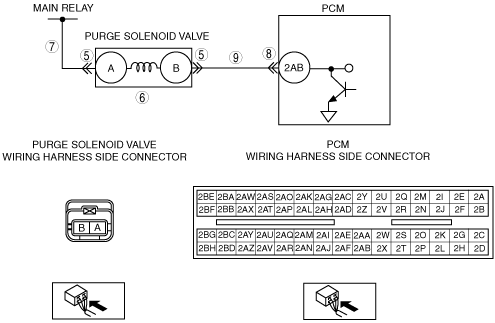 MAIN RELAY
PCM
PURGE SOLENOID VALVE
7
5
A
B
5
9
8
2AB
6
PURGE SOLENOID VALVE
WIRING HARNESS SIDE CONNECTOR
PCM
WIRING HARNESS SIDE CONNECTOR
B A
2BE 2BA 2AW 2AS 2AO 2AK 2AG 2AC 2Y 2U 2Q 2M 2I 2E 2A
2BF 2BB 2AX 2AT 2AP 2AL 2AH 2AD 2Z 2V 2R 2N 2J 2F 2B
2BG 2BC 2AY 2AU 2AQ 2AM 2AI 2AE 2AA 2W 2S 2O 2K 2G 2C
2BH 2BD 2AZ 2AV 2AR 2AN 2AJ 2AF 2AB 2X 2T 2P 2L 2H 2D